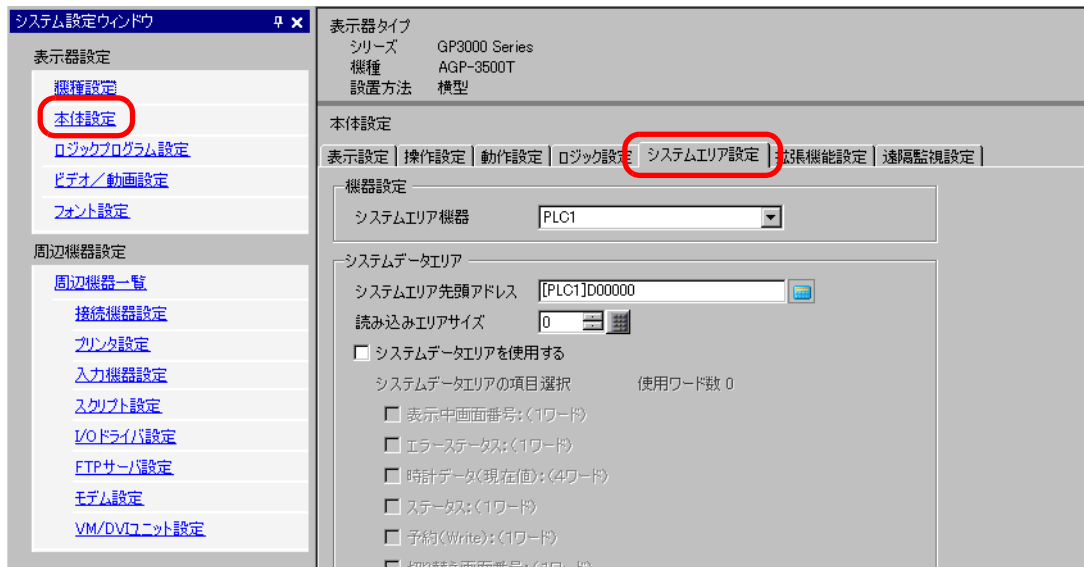 システム設定ウィンドウ
表示器設定
機種設定
本体設定
ロジックプログラム設定
ビデオ／動画設定
フォント設定
周辺機器設定
周辺機器一覧
接続機器設定
プリンタ設定
入力機器設定
スクリプト設定
I/Oドライバ設定
FTPサーバ設定
モデム設定
VM/DVIユニット設定
表示器タイプ
シリーズ GP3000 Series
機種 AGP-3500T
設置方法 横型
本体設定
表示設定 操作設定 動作設定 ロジック設定 システムエリア設定 拡張機能設定 遠隔監視設定
機器設定
システムエリア機器 PLC1
システムデータエリア
システムエリア先頭アドレス [PLC1]D00000
読み込みエリアサイズ 0
システムデータエリアを使用する
システムデータエリアの項目選択 使用ワード数 0
表示中画面番号:(1ワード)
エラーステータス:(1ワード)
時計データ(現在値):(4ワード)
ステータス:(1ワード)
予約(Write):(1ワード)
切り替え画面番号:(1ワード)